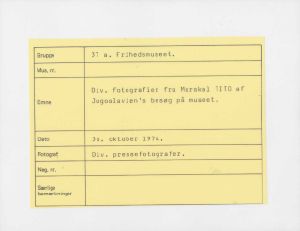 Gruppe 37 a. Frihedsmuseet.
Mus. nr.
Div. fotografier fra Marskal TITO af
Emne Jugoslavien's besøg på museet.
Dato oktober 1974.
Fotograf Div. pressefotografer.
Neg. nr.
Særlige
bemærkninger